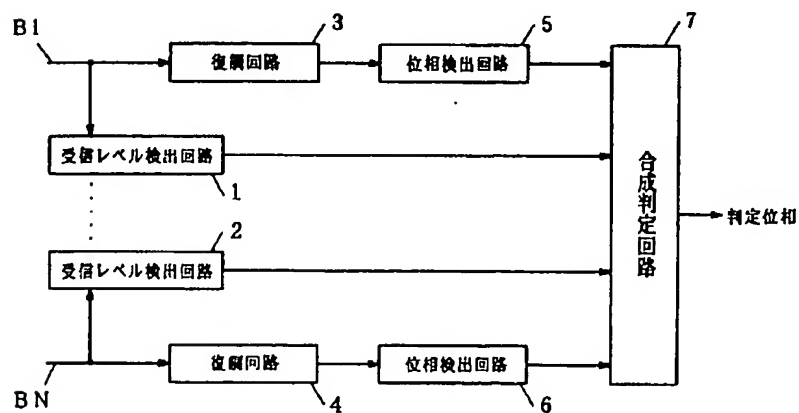 3
5
7
B1
復調回路
位相検出回路
受信レベル検出回路
1
合成判定回路
判定位相
2
受信レベル検出回路
復調回路
位相検出回路
BN
4
6